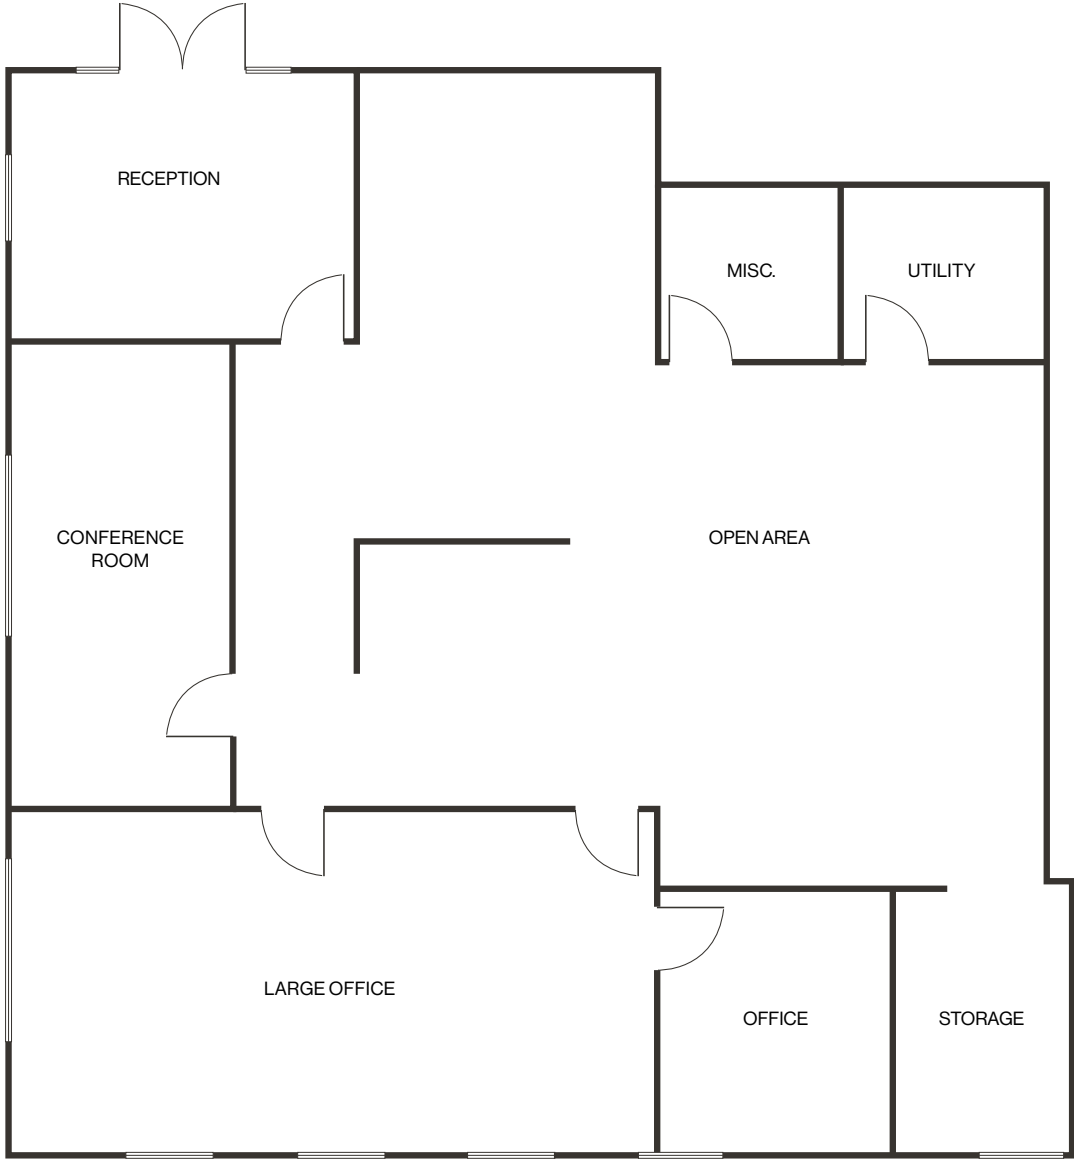 RECEPTION
MISC.
UTILITY
CONFERENCE
ROOM
OPEN AREA
LARGE OFFICE
OFFICE
STORAGE